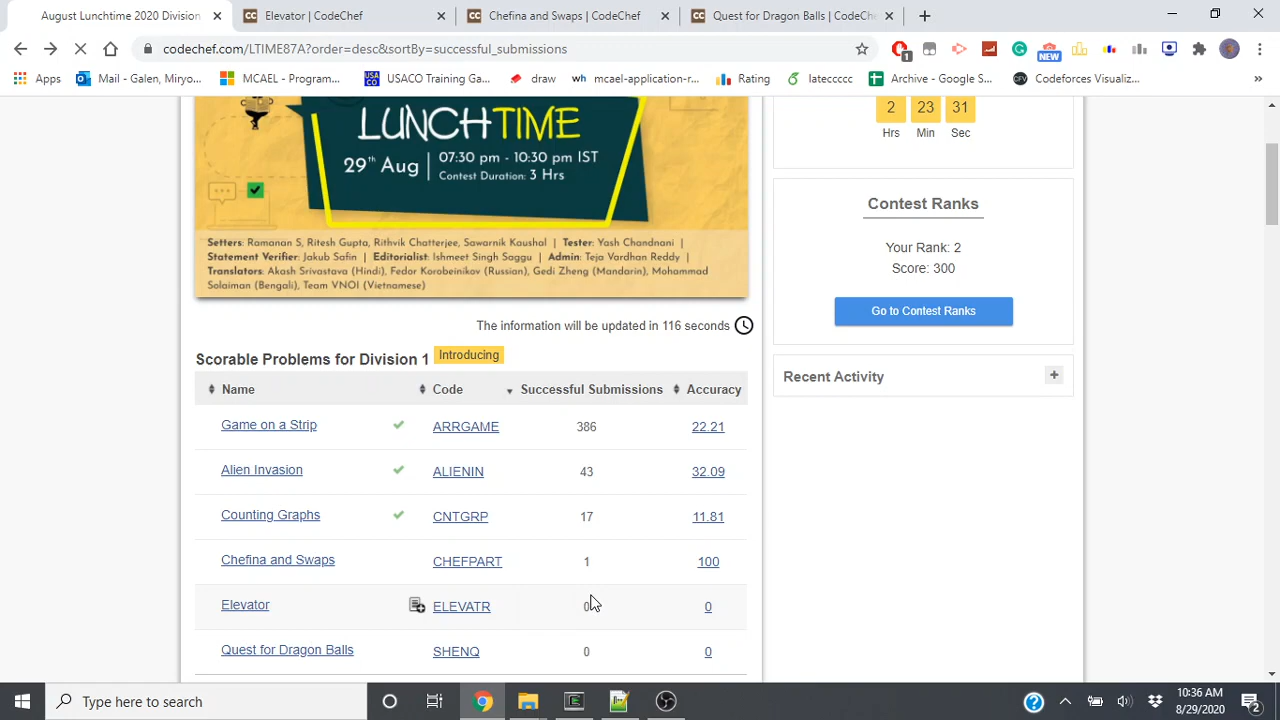 August Lunchtime 2020 Division
Elevator | CodeChef
Chefina and Swaps | CodeChef
Quest for Dragon Balls | CodeChe
codechef.com/LTIME87A?order=desc&sortBy=successful_submissions
1
NEW
Apps
Mail - Galen, Miryo...
MCAEL - Program...
USACO Training Ga...
draw
wh mcael-application-r...
Rating
lateccccc
Archive - Google S...
Codeforces Visualiz...
»
LUNCHTIME
29th Aug
07:30 pm - 10:30 pm IST
Contest Duration: 3 Hrs
Setters: Ramanan S, Ritesh Gupta, Rithvik Chatterjee, Sawarnik Kaushal | Tester: Yash Chandnani |
Statement Verifier: Jakub Safin | Editorialist: Ishmeet Singh Saggu | Admin: Teja Vardhan Reddy |
Translators: Akash Srivastava (Hindi), Fedor Korobeinikov (Russian), Gedi Zheng (Mandarin), Mohammad
Solaiman (Bengali), Team VNOI (Vietnamese)
2 23 31
Hrs Min Sec
Contest Ranks
Your Rank: 2
Score: 300
Go to Contest Ranks
Recent Activity +
The information will be updated in 116 seconds
Scorable Problems for Division 1 Introducing
Name Code Successful Submissions Accuracy
Game on a Strip ARRGAME 386 22.21
Alien Invasion ALIENIN 43 32.09
Counting Graphs CNTGRP 17 11.81
Chefina and Swaps CHEFPART 1 100
Elevator ELEVATR 0 0
Quest for Dragon Balls SHENQ 0 0
Type here to search
10:36 AM
8/29/2020
2